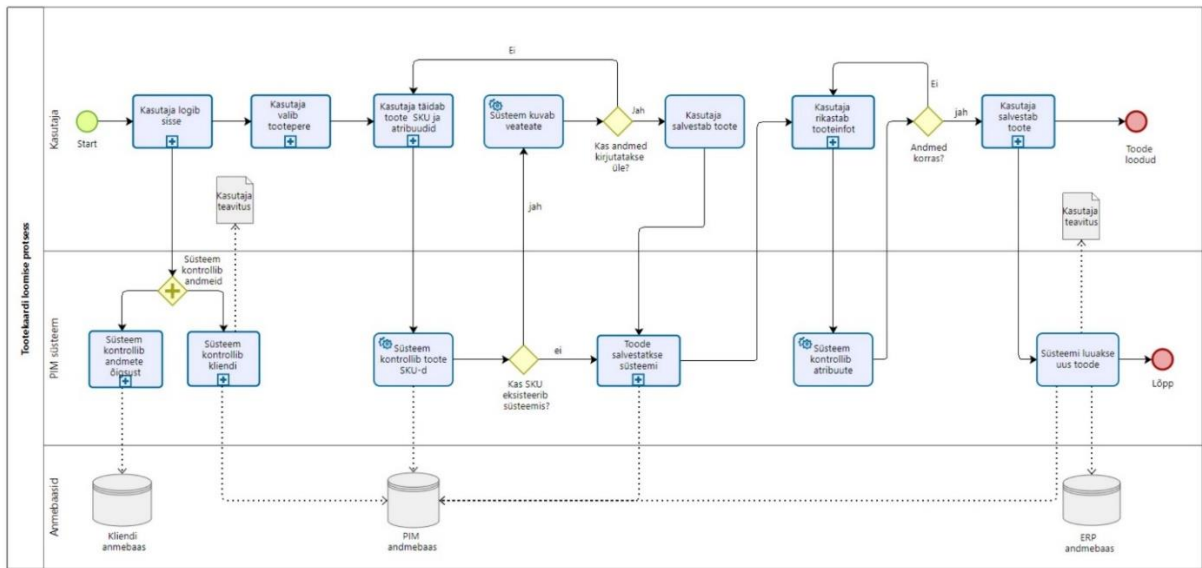 Tootekaardi loomise protsess
Kasutaja
Start
Kasutaja logib
sisse
Kasutaja
valib
tootepere
Kasutaja täidab
toote SKU ja
atribuudid
Ei
Süsteem kuvab
veateate
Kas andmed
kirjutatakse
üle?
Jah
Kasutaja
salvestab toote
Kasutaja
rikastab
tooteinfot
Ei
Andmed
korras?
jah
Kasutaja
salvestab
toote
Toode
loodud
Kasutaja
teavitus
jah
Kasutaja
teavitus
PIM süsteem
Süsteem
kontrollib
andmeid
Süsteem
kontrollib
andmete
õigsust
Süsteem
kontrollib
kliendi
Süsteem
kontrollib toote
SKU-d
Kas SKU
eksisteerib
süsteemis?
ei
Toode
salvestatkse
süsteemi
Süsteem
kontrollib
atribuute
Süsteemi luuakse
uus toode
Lõpp
Anmebaasid
Kliendi
anmebaas
PIM
andmebaas
ERP
andmebaas